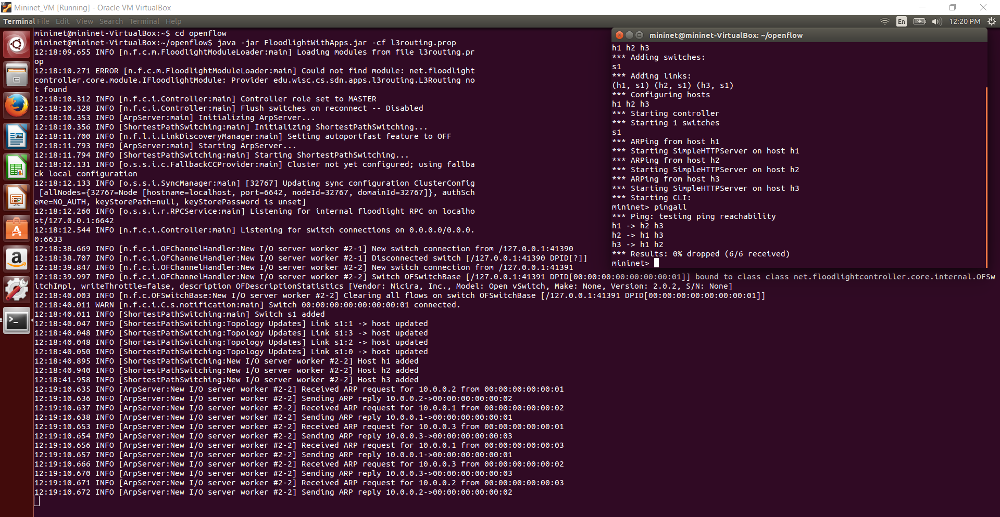 Mininet_VM [Running] - Oracle VM VirtualBox
Terminal File Edit View Search Terminal Help
En
12:20 PM
mininet@mininet-VirtualBox:~$ cd openflow
mininet@mininet-VirtualBox:~/openflow$ java -jar FloodlightWithApps.jar -cf l3routing.prop
12:18:09.655 INFO [n.f.c.m.FloodlightModuleLoader:main] Loading modules from file l3routing.pr
op
12:18:10.271 ERROR [n.f.c.m.FloodlightModuleLoader:main] Could not find module: net.floodlight
controller.core.module.IFloodlightModule: Provider edu.wisc.cs.sdn.apps.l3routing.L3Routing no
t found
12:18:10.312 INFO [n.f.c.i.Controller:main] Controller role set to MASTER
12:18:10.328 INFO [n.f.c.i.Controller:main] Flush switches on reconnect -- Disabled
12:18:10.353 INFO [ArpServer:main] Initializing ArpServer...
12:18:10.356 INFO [ShortestPathSwitching:main] Initializing ShortestPathSwitching...
12:18:11.700 INFO [n.f.l.i.LinkDiscoveryManager:main] Setting autoportfast feature to OFF
12:18:11.793 INFO [ArpServer:main] Starting ArpServer...
12:18:11.794 INFO [ShortestPathSwitching:main] Starting ShortestPathSwitching...
12:18:12.131 INFO [o.s.s.i.c.FallbackCCProvider:main] Cluster not yet configured; using fallba
ck local configuration
12:18:12.133 INFO [o.s.s.i.SyncManager:main] [32767] Updating sync configuration ClusterConfig
[allNodes={32767=Node [hostname=localhost, port=6642, nodeId=32767, domainId=32767]}, authSch
eme=NO_AUTH, keyStorePath=null, keyStorePassword is unset]
12:18:12.260 INFO [o.s.s.i.r.RPCService:main] Listening for internal floodlight RPC on localho
st/127.0.0.1:6642
12:18:12.544 INFO [n.f.c.i.Controller:main] Listening for switch connections on 0.0.0.0/0.0.0.
0:6633
12:18:38.669 INFO [n.f.c.i.OFChannelHandler:New I/O server worker #2-1] New switch connection from /127.0.0.1:41390
12:18:38.707 INFO [n.f.c.i.OFChannelHandler:New I/O server worker #2-1] Disconnected switch [/127.0.0.1:41390 DPID[?]]
12:18:39.847 INFO [n.f.c.i.OFChannelHandler:New I/O server worker #2-2] New switch connection from /127.0.0.1:41391
12:18:39.997 INFO [n.f.c.i.OFChannelHandler:New I/O server worker #2-2] Switch OFSwitchBase [/127.0.0.1:41391 DPID[00:00:00:00:00:00:00:01]] bound to class class net.floodlightcontroller.core.internal.OFSw
itchImpl, writeThrottle=false, description OFDescriptionStatistics [Vendor: Nicira, Inc., Model: Open vSwitch, Make: None, Version: 2.0.2, S/N: None]
12:18:40.003 INFO [n.f.c.OFSwitchBase:New I/O server worker #2-2] Clearing all flows on switch OFSwitchBase [/127.0.0.1:41391 DPID[00:00:00:00:00:00:00:01]]
12:18:40.011 WARN [n.f.c.i.C.s.notification:main] Switch 00:00:00:00:00:00:00:01 connected.
12:18:40.011 INFO [ShortestPathSwitching:main] Switch s1 added
12:18:40.047 INFO [ShortestPathSwitching:Topology Updates] Link s1:1 -> host updated
12:18:40.048 INFO [ShortestPathSwitching:Topology Updates] Link s1:3 -> host updated
12:18:40.048 INFO [ShortestPathSwitching:Topology Updates] Link s1:2 -> host updated
12:18:40.050 INFO [ShortestPathSwitching:Topology Updates] Link s1:0 -> host updated
12:18:40.895 INFO [ShortestPathSwitching:New I/O server worker #2-2] Host h1 added
12:18:40.940 INFO [ShortestPathSwitching:New I/O server worker #2-2] Host h2 added
12:18:41.958 INFO [ShortestPathSwitching:New I/O server worker #2-2] Host h3 added
12:19:10.635 INFO [ArpServer:New I/O server worker #2-2] Received ARP request for 10.0.0.2 from 00:00:00:00:00:01
12:19:10.636 INFO [ArpServer:New I/O server worker #2-2] Sending ARP reply 10.0.0.2->00:00:00:00:00:02
12:19:10.637 INFO [ArpServer:New I/O server worker #2-2] Received ARP request for 10.0.0.1 from 00:00:00:00:00:02
12:19:10.638 INFO [ArpServer:New I/O server worker #2-2] Sending ARP reply 10.0.0.1->00:00:00:00:00:01
12:19:10.653 INFO [ArpServer:New I/O server worker #2-2] Received ARP request for 10.0.0.3 from 00:00:00:00:00:01
12:19:10.654 INFO [ArpServer:New I/O server worker #2-2] Sending ARP reply 10.0.0.3->00:00:00:00:00:03
12:19:10.656 INFO [ArpServer:New I/O server worker #2-2] Received ARP request for 10.0.0.1 from 00:00:00:00:00:03
12:19:10.657 INFO [ArpServer:New I/O server worker #2-2] Sending ARP reply 10.0.0.1->00:00:00:00:00:01
12:19:10.666 INFO [ArpServer:New I/O server worker #2-2] Received ARP request for 10.0.0.3 from 00:00:00:00:00:02
12:19:10.670 INFO [ArpServer:New I/O server worker #2-2] Sending ARP reply 10.0.0.3->00:00:00:00:00:03
12:19:10.671 INFO [ArpServer:New I/O server worker #2-2] Received ARP request for 10.0.0.2 from 00:00:00:00:00:03
12:19:10.672 INFO [ArpServer:New I/O server worker #2-2] Sending ARP reply 10.0.0.2->00:00:00:00:00:02
mininet@mininet-VirtualBox: ~/openflow
h1 h2 h3
*** Adding switches:
s1
*** Adding links:
(h1, s1) (h2, s1) (h3, s1)
*** Configuring hosts
h1 h2 h3
*** Starting controller
*** Starting 1 switches
s1
*** ARPing from host h1
*** Starting SimpleHTTPServer on host h1
*** ARPing from host h2
*** Starting SimpleHTTPServer on host h2
*** ARPing from host h3
*** Starting SimpleHTTPServer on host h3
*** Starting CLI:
mininet> pingall
*** Ping: testing ping reachability
h1 -> h2 h3
h2 -> h1 h3
h3 -> h1 h2
*** Results: 0% dropped (6/6 received)
mininet>